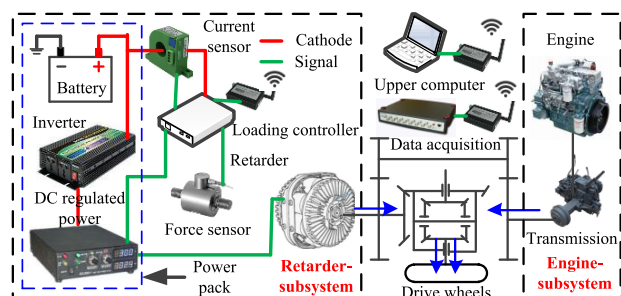 Current
sensor
Cathode
Signal
Engine
− +
Battery
Upper computer
Inverter
Loading controller
Data acquisition
Retarder
DC regulated
power
Force sensor
Transmission
Power
pack
Retarder-
subsystem
Engine-
subsystem
Drive wheels